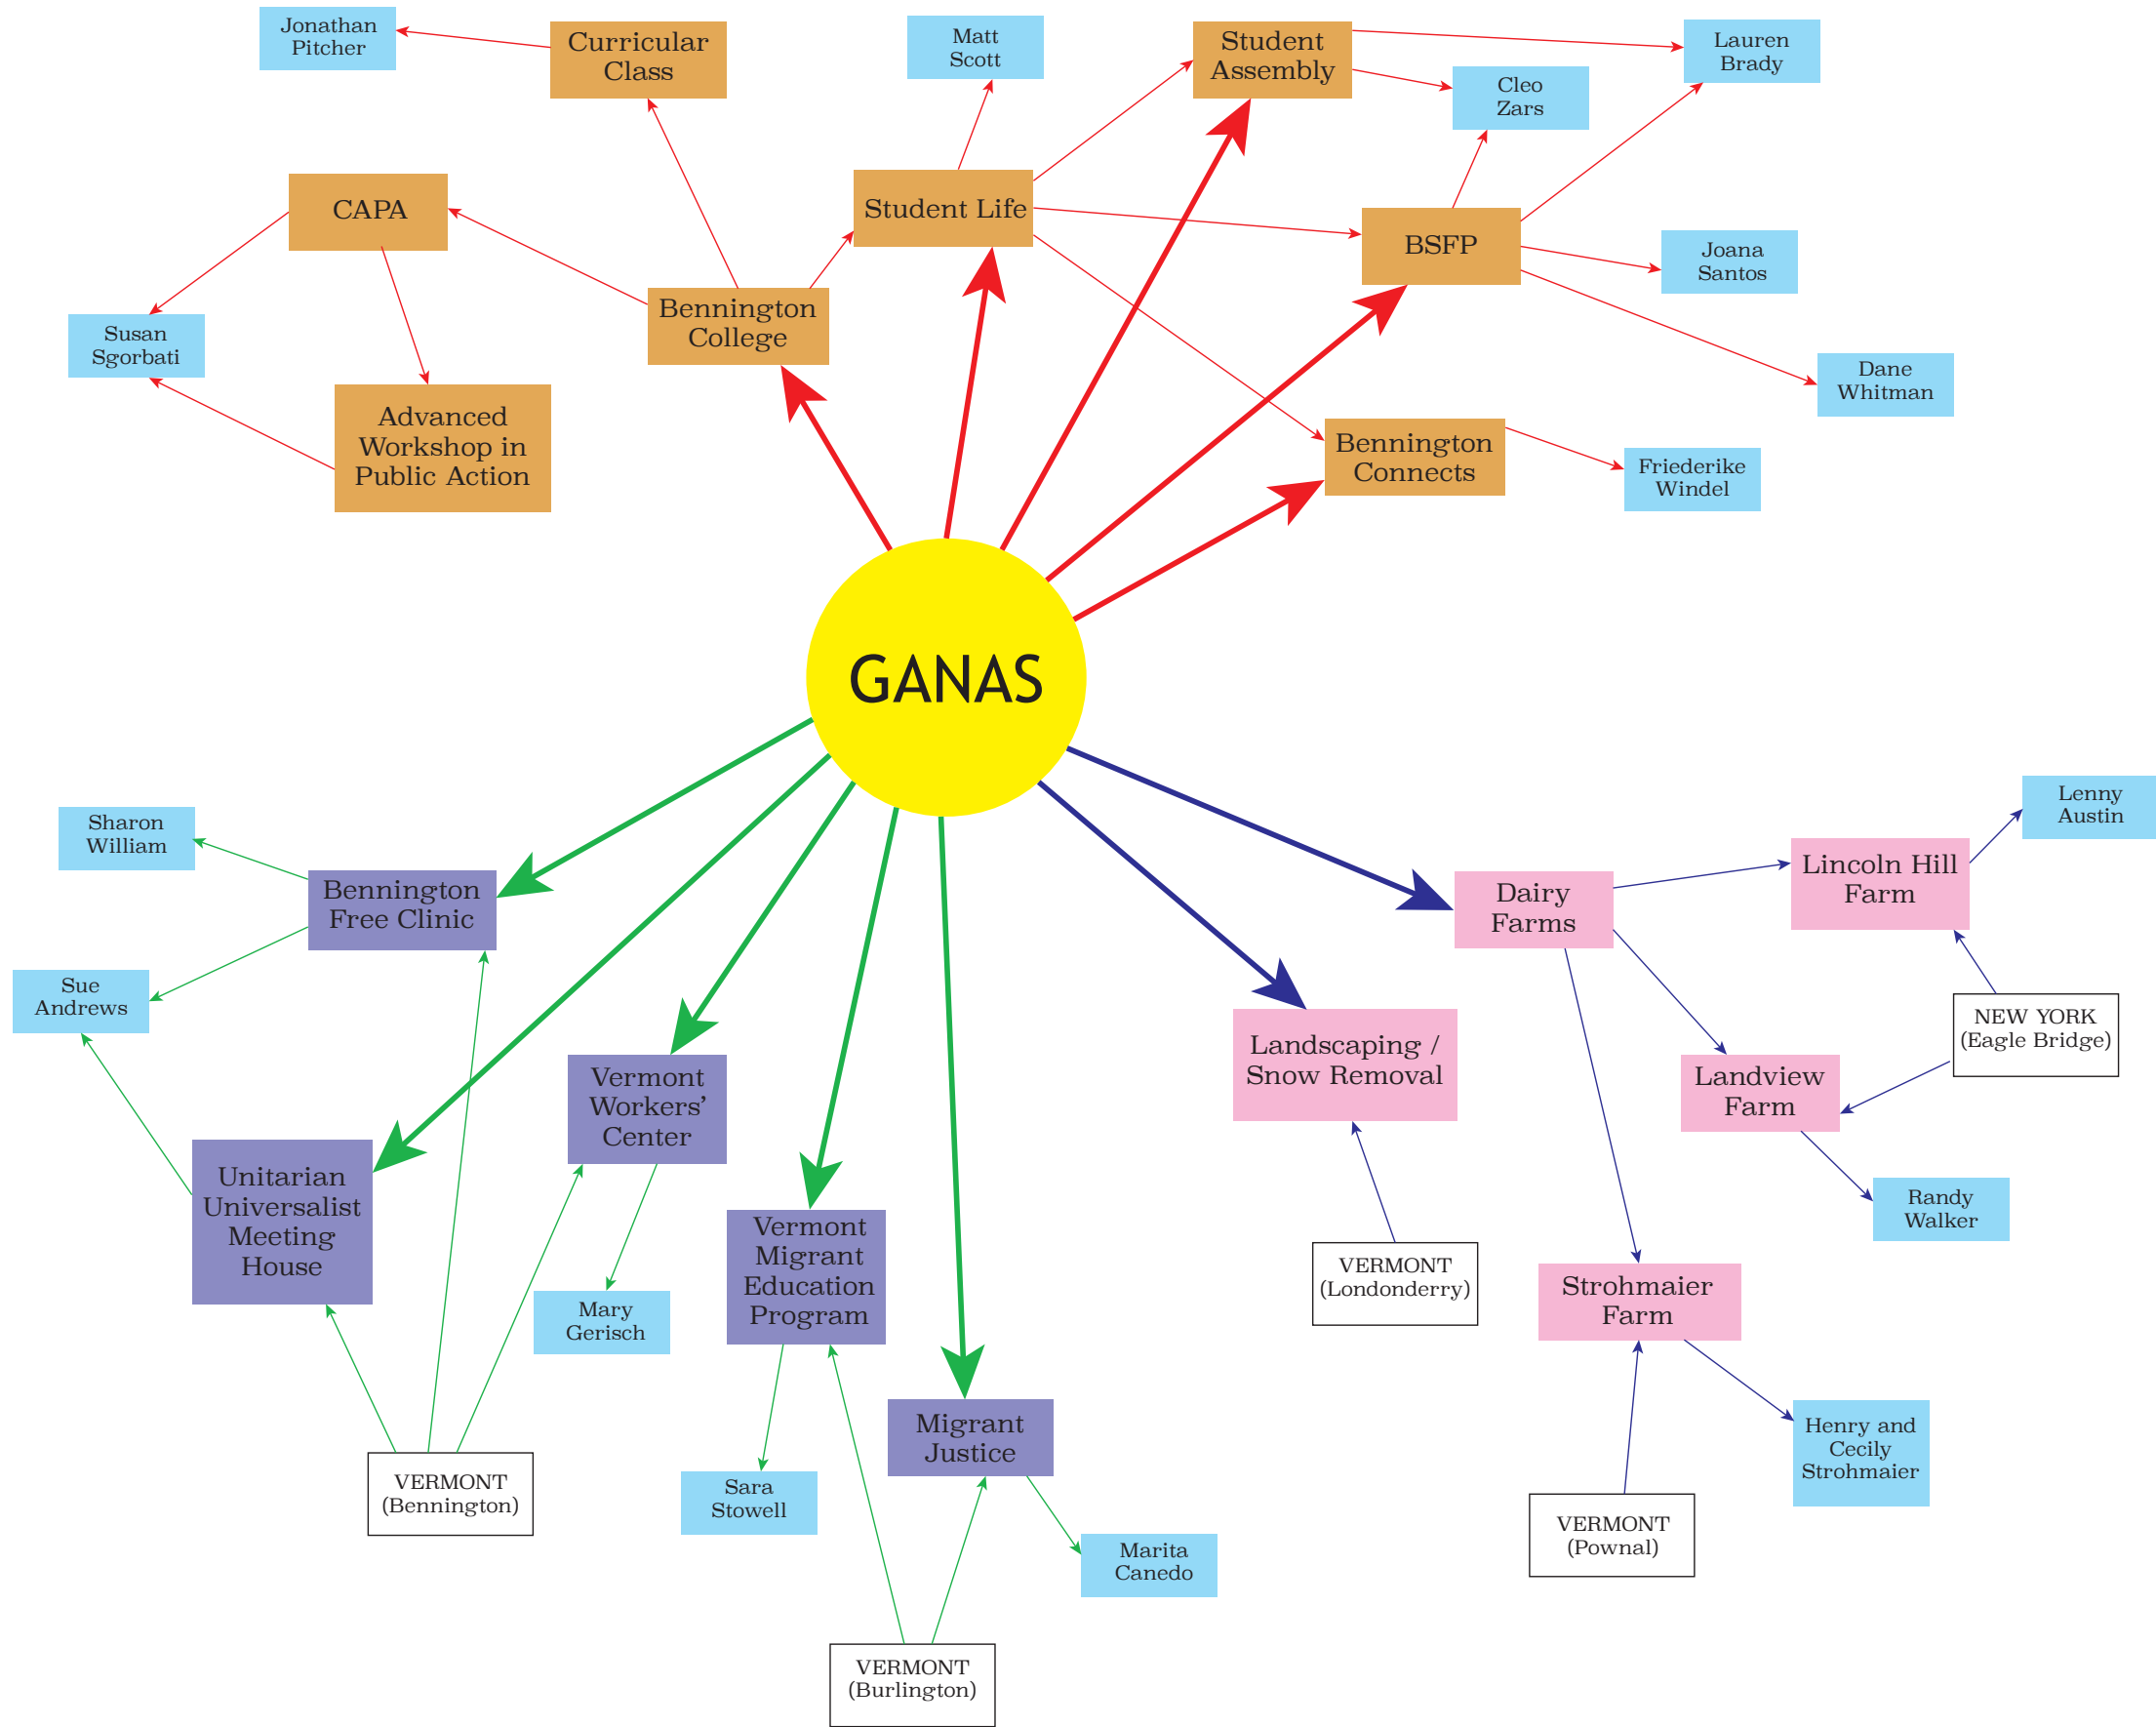 Jonathan
Pitcher
Curricular
Class
Matt
Scott
Student
Assembly
Lauren
Brady
Cleo
Zars
CAPA
Student Life
BSFP
Joana
Santos
Bennington
College
Susan
Sgorbati
Dane
Whitman
Advanced
Workshop in
Public Action
Bennington
Connects
Friederike
Windel
GANAS
Sharon
William
Bennington
Free Clinic
Sue
Andrews
Lenny
Austin
Lincoln Hill
Farm
Dairy
Farms
NEW YORK
(Eagle Bridge)
Landscaping /
Snow Removal
Landview
Farm
Vermont
Workers’
Center
Unitarian
Universalist
Meeting
House
Vermont
Migrant
Education
Program
Randy
Walker
VERMONT
(Londonderry)
Strohmaier
Farm
Mary
Gerisch
Migrant
Justice
Henry and
Cecily
Strohmaier
VERMONT
(Bennington)
Sara
Stowell
VERMONT
(Pownal)
Marita
Canedo
VERMONT
(Burlington)